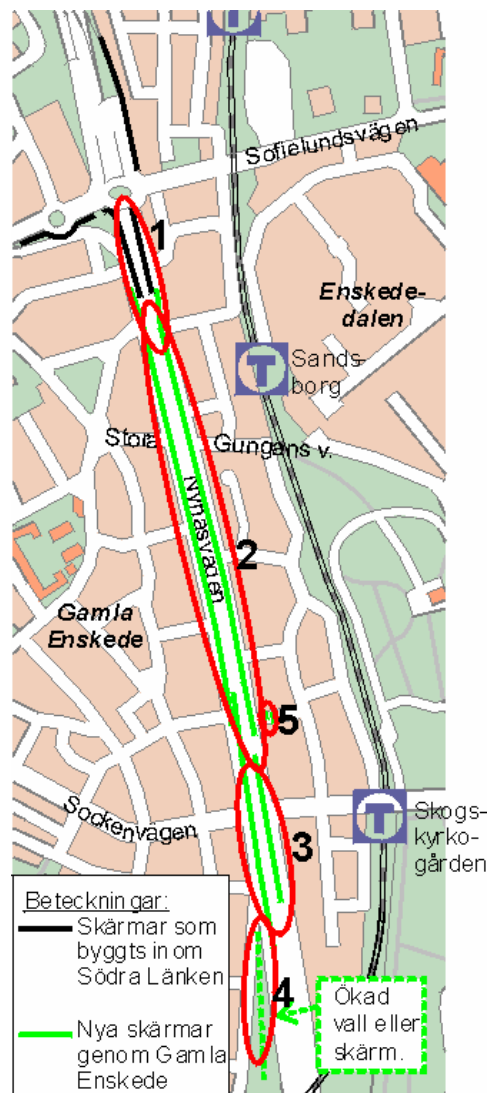 T
Sofielundsvägen
1
Enskede-
dalen
T
Sands-
borg
Stora Gungans v.
Nynäsvägen
2
Gamla
Enskede
5
Sockenvägen
T
Skogs-
kyrko-
gården
3
Beteckningar:
Skärmar som
byggts inom
Södra Länken
Nya skärmar
genom Gamla
Enskede
4
Ökad
vall eller
skärm.